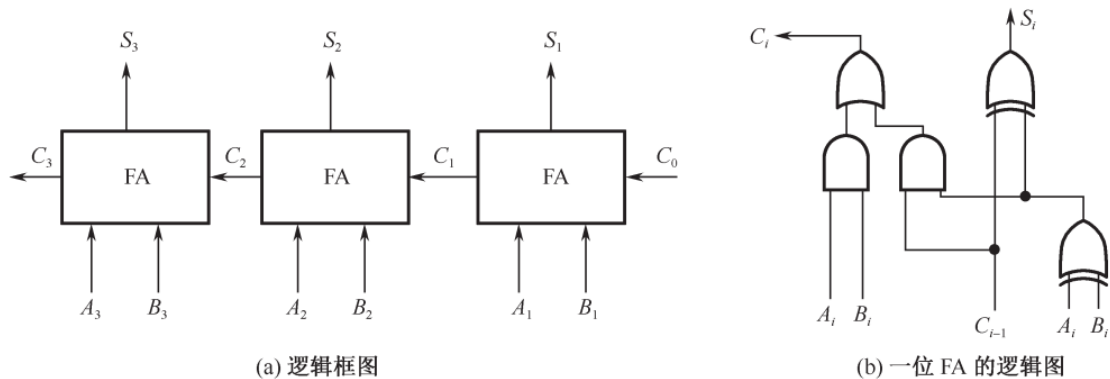 S₃ S₂ S₁
C₃ FA C₂ FA C₁ FA C₀
A₃ B₃ A₂ B₂ A₁ B₁
(a) 逻辑框图
Sᵢ
Cᵢ
Aᵢ Bᵢ Cᵢ₋₁ Aᵢ Bᵢ
(b) 一位 FA 的逻辑图